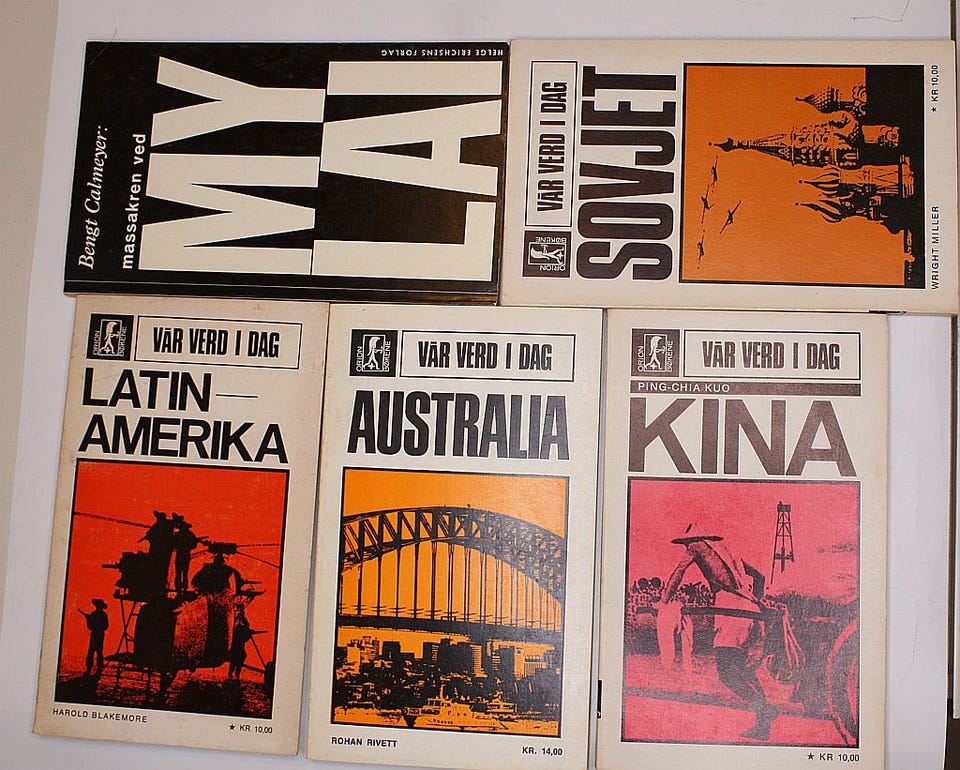 Bengt Calmeyer:
massakren ved
MY
LAI
HELGE ERICHSENS FORLAG
ORION
BØKENE
VÅR VERD I DAG
SOVJET
WRIGHT MILLER
★ KR 10,00
ORION
BØKENE
VÅR VERD I DAG
LATIN—
AMERIKA
HAROLD BLAKEMORE
★ KR 10,00
ORION
BØKENE
VÅR VERD I DAG
AUSTRALIA
ROHAN RIVETT
KR. 14,00
ORION
BØKENE
VÅR VERD I DAG
PING-CHIA KUO
KINA
★ KR 10,00